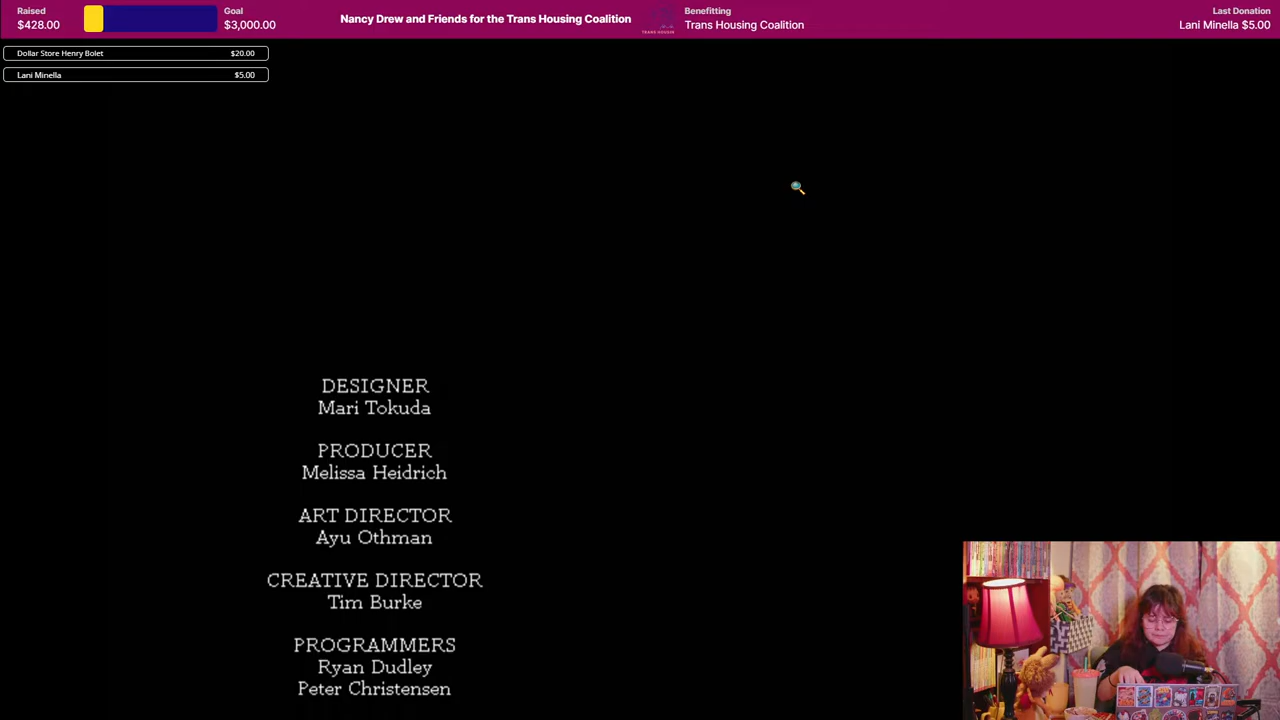 Raised
$428.00
Goal
$3,000.00
Nancy Drew and Friends for the Trans Housing Coalition
TRANS HOUSIN
Benefitting
Trans Housing Coalition
Last Donation
Lani Minella $5.00
Dollar Store Henry Bolet $20.00
Lani Minella $5.00
DESIGNER
Mari Tokuda
PRODUCER
Melissa Heidrich
ART DIRECTOR
Ayu Othman
CREATIVE DIRECTOR
Tim Burke
PROGRAMMERS
Ryan Dudley
Peter Christensen